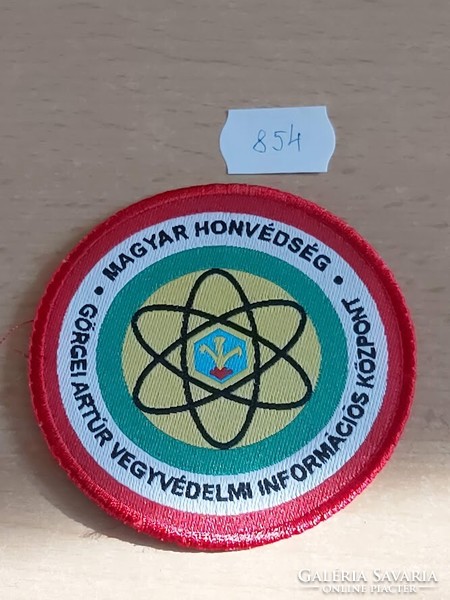 854
• MAGYAR HONVÉDSÉG •
GÖRGEI ARTÚR VEGYVÉDELMI INFORMÁCIÓS KÖZPONT
GALÉRIA SAVARIA
ONLINE PIACTÉR